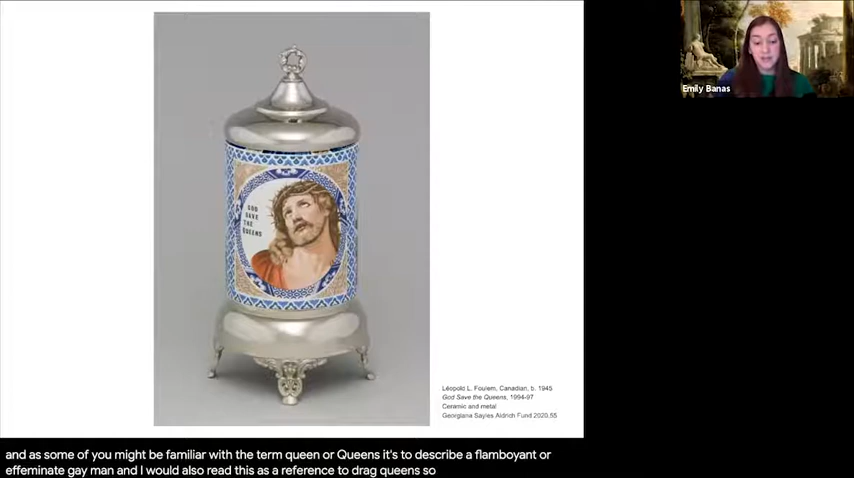 Emily Banas
GOD
SAVE
THE
QUEENS
Léopold L. Foulem, Canadian, b. 1945
God Save the Queens, 1994-97
Ceramic and metal
Georgiana Sayles Aldrich Fund 2020.55
and as some of you might be familiar with the term queen or Queens it's to describe a flamboyant or
effeminate gay man and I would also read this as a reference to drag queens so